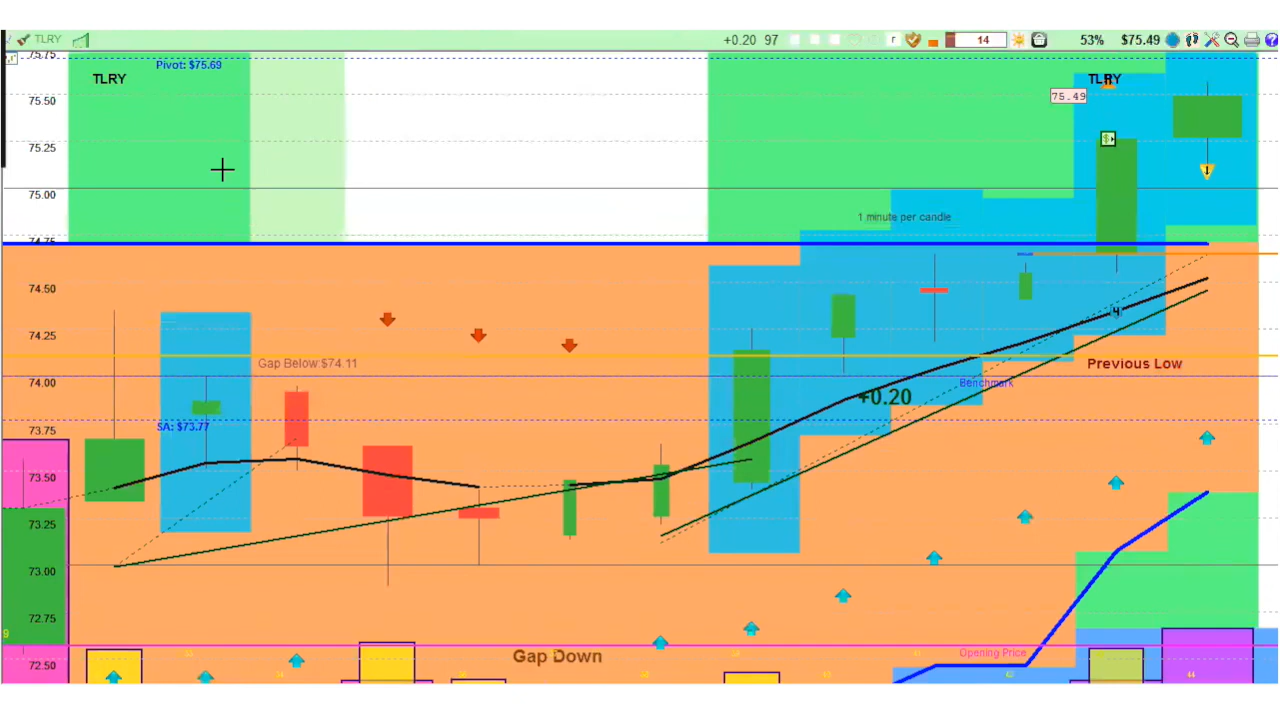 TLRY
+0.20 97
r
14
53%
$75.49
75.75
Pivot: $75.69
TLRY
TLRY
75.49
75.50
75.25
75.00
1 minute per candle
74.75
74.50
74.25
Gap Below:$74.11
Previous Low
74.00
Benchmark
+0.20
73.75
SA: $73.77
73.50
73.25
73.00
72.75
9
Gap Down
Opening Price
72.50
44